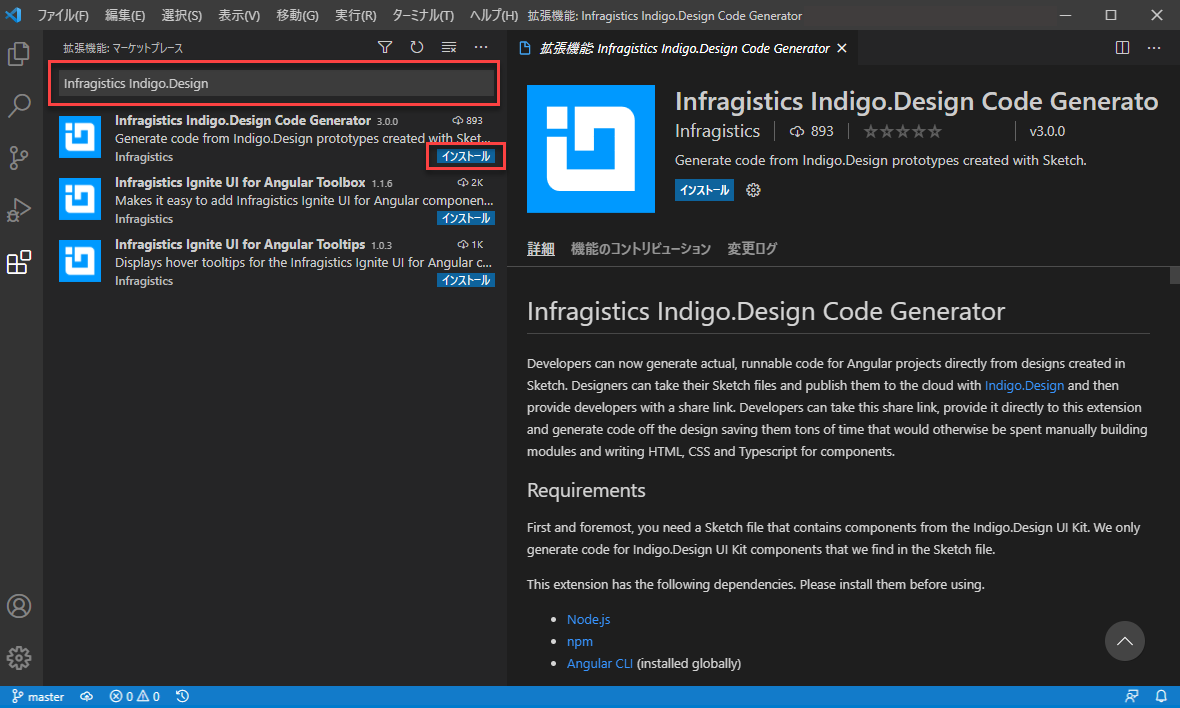 ファイル(F) 編集(E) 選択(S) 表示(V) 移動(G) 実行(R) ターミナル(T) ヘルプ(H) 拡張機能: Infragistics Indigo.Design Code Generator
拡張機能: マーケットプレース
Infragistics Indigo.Design
Infragistics Indigo.Design Code Generator 3.0.0 893
Generate code from Indigo.Design prototypes created with Sket...
Infragistics インストール
Infragistics Ignite UI for Angular Toolbox 1.1.6 2K
Makes it easy to add Infragistics Ignite UI for Angular componen...
Infragistics インストール
Infragistics Ignite UI for Angular Tooltips 1.0.3 1K
Displays hover tooltips for the Infragistics Ignite UI for Angular c...
Infragistics インストール
拡張機能: Infragistics Indigo.Design Code Generator
Infragistics Indigo.Design Code Generato
Infragistics 893 v3.0.0
Generate code from Indigo.Design prototypes created with Sketch.
インストール
詳細 機能のコントリビューション 変更ログ
Infragistics Indigo.Design Code Generator
Developers can now generate actual, runnable code for Angular projects directly from designs created in
Sketch. Designers can take their Sketch files and publish them to the cloud with Indigo.Design and then
provide developers with a share link. Developers can take this share link, provide it directly to this extension
and generate code off the design saving them tons of time that would otherwise be spent manually building
modules and writing HTML, CSS and Typescript for components.
Requirements
First and foremost, you need a Sketch file that contains components from the Indigo.Design UI Kit. We only
generate code for Indigo.Design UI Kit components that we find in the Sketch file.
This extension has the following dependencies. Please install them before using.
• Node.js
• npm
• Angular CLI (installed globally)
master 0 0